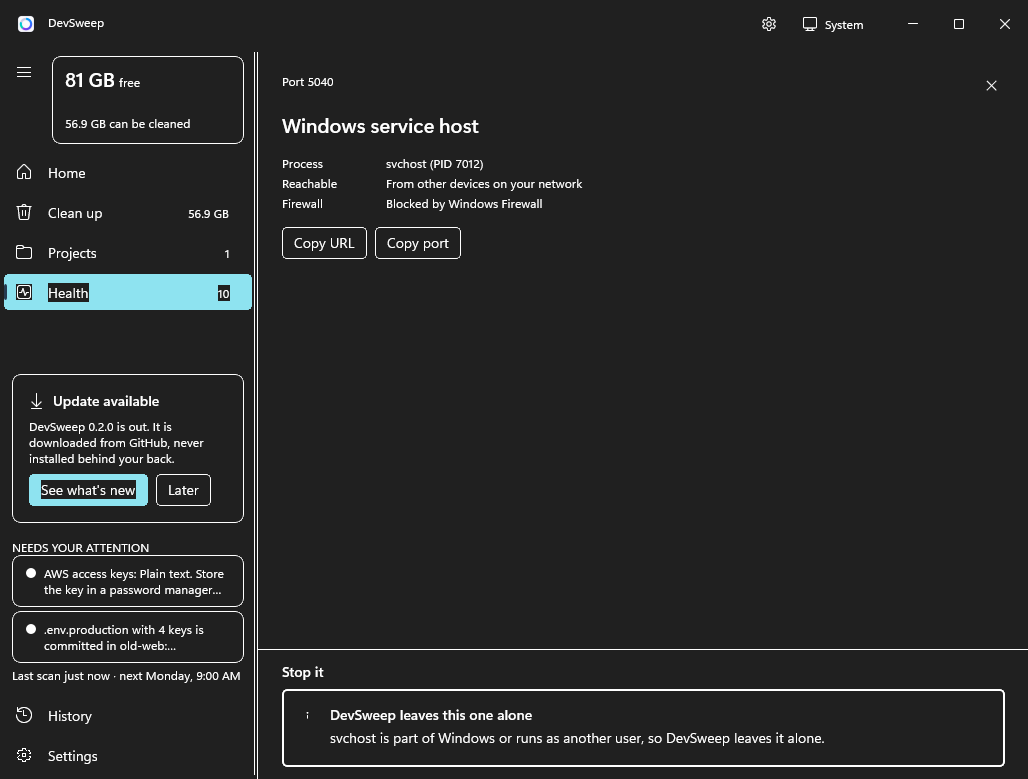 DevSweep
System
81 GB free
56.9 GB can be cleaned
Home
Clean up 56.9 GB
Projects 1
Health 10
Update available
DevSweep 0.2.0 is out. It is
downloaded from GitHub, never
installed behind your back.
See what's new
Later
NEEDS YOUR ATTENTION
AWS access keys: Plain text. Store
the key in a password manager...
.env.production with 4 keys is
committed in old-web:...
Last scan just now · next Monday, 9:00 AM
History
Settings
Port 5040
Windows service host
Process svchost (PID 7012)
Reachable From other devices on your network
Firewall Blocked by Windows Firewall
Copy URL
Copy port
Stop it
DevSweep leaves this one alone
svchost is part of Windows or runs as another user, so DevSweep leaves it alone.